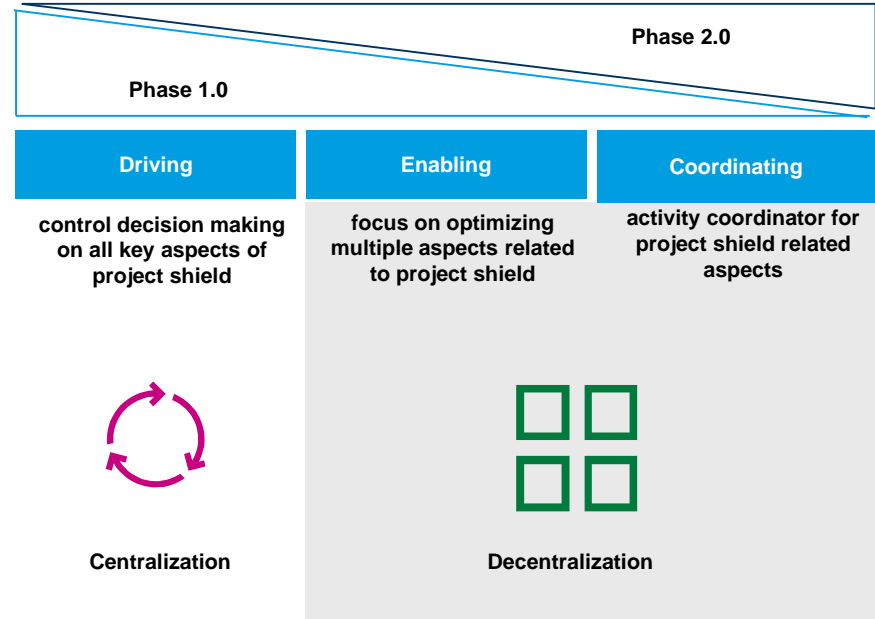 Phase 2.0
Phase 1.0
Driving
Enabling
Coordinating
control decision making
on all key aspects of
project shield
focus on optimizing
multiple aspects related
to project shield
activity coordinator for
project shield related
aspects
Centralization
Decentralization